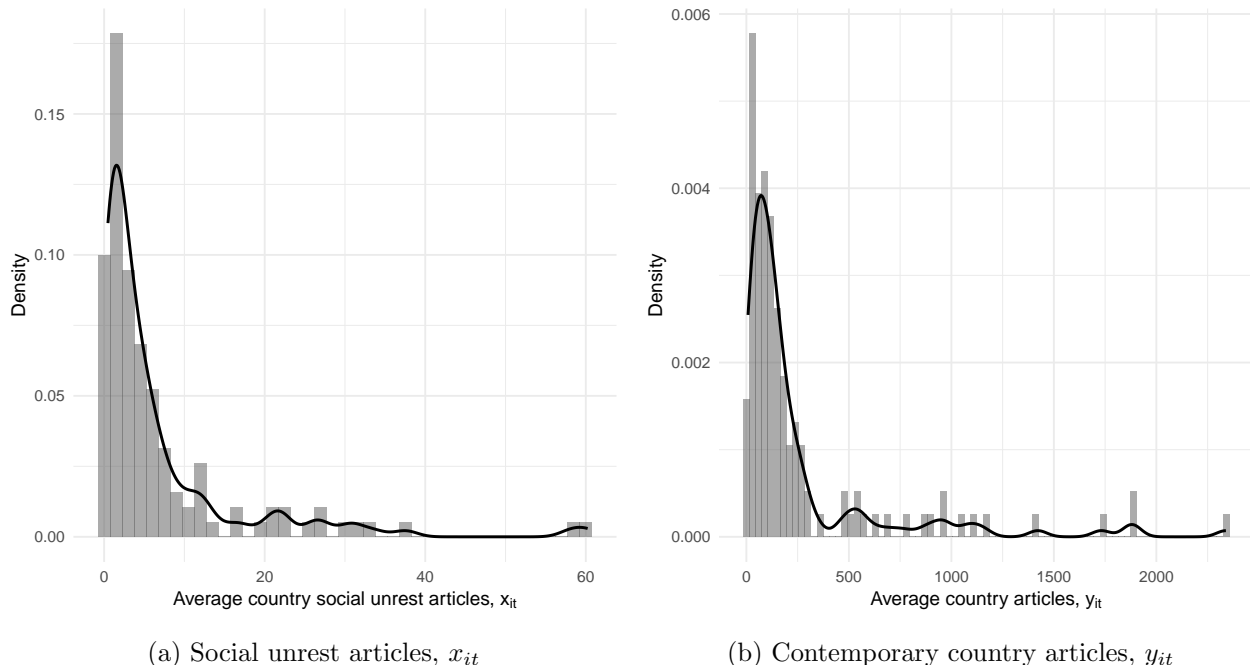 0.15
0.10
0.05
0.00
Density
0 20 40 60
Average country social unrest articles, x_it
(a) Social unrest articles, x_it
0.006
0.004
0.002
0.000
Density
0 500 1000 1500 2000
Average country articles, y_it
(b) Contemporary country articles, y_it